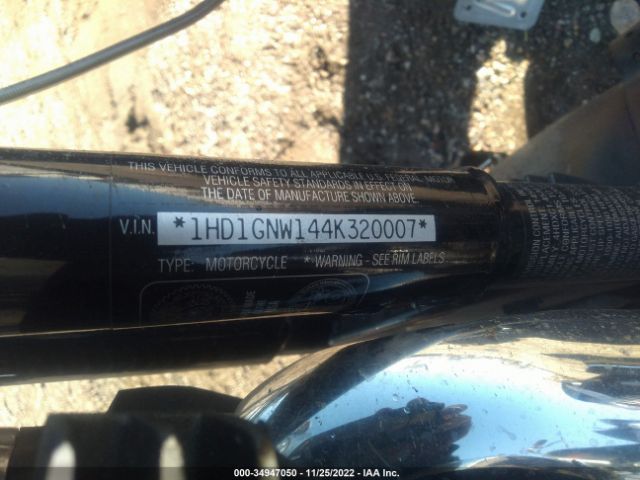 THIS VEHICLE CONFORMS TO ALL APPLICABLE U.S. FEDERAL MOTOR
VEHICLE SAFETY STANDARDS IN EFFECT ON
THE DATE OF MANUFACTURE SHOWN ABOVE.
V.I.N. *1HD1GNW144K320007*
TYPE: MOTORCYCLE * WARNING - SEE RIM LABELS
000-34947050 - 11/25/2022 - IAA Inc.